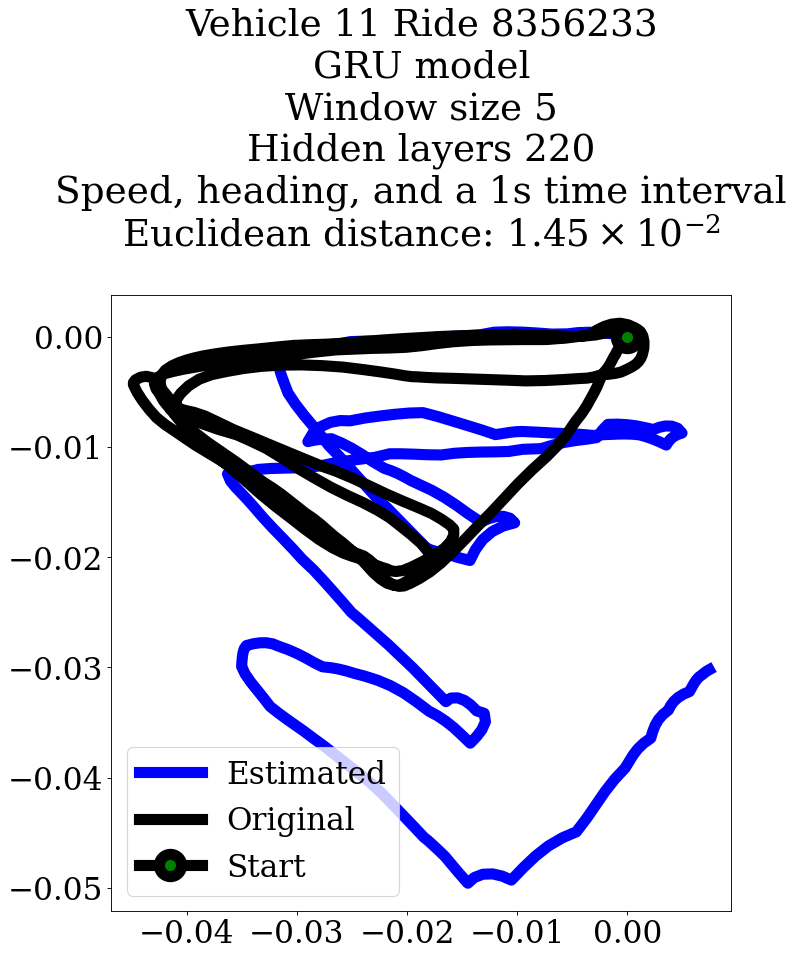 Vehicle 11 Ride 8356233
GRU model
Window size 5
Hidden layers 220
Speed, heading, and a 1s time interval
Euclidean distance: 1.45 × 10⁻²
0.00
−0.01
−0.02
−0.03
−0.04
−0.05
Estimated
Original
Start
−0.04 −0.03 −0.02 −0.01 0.00